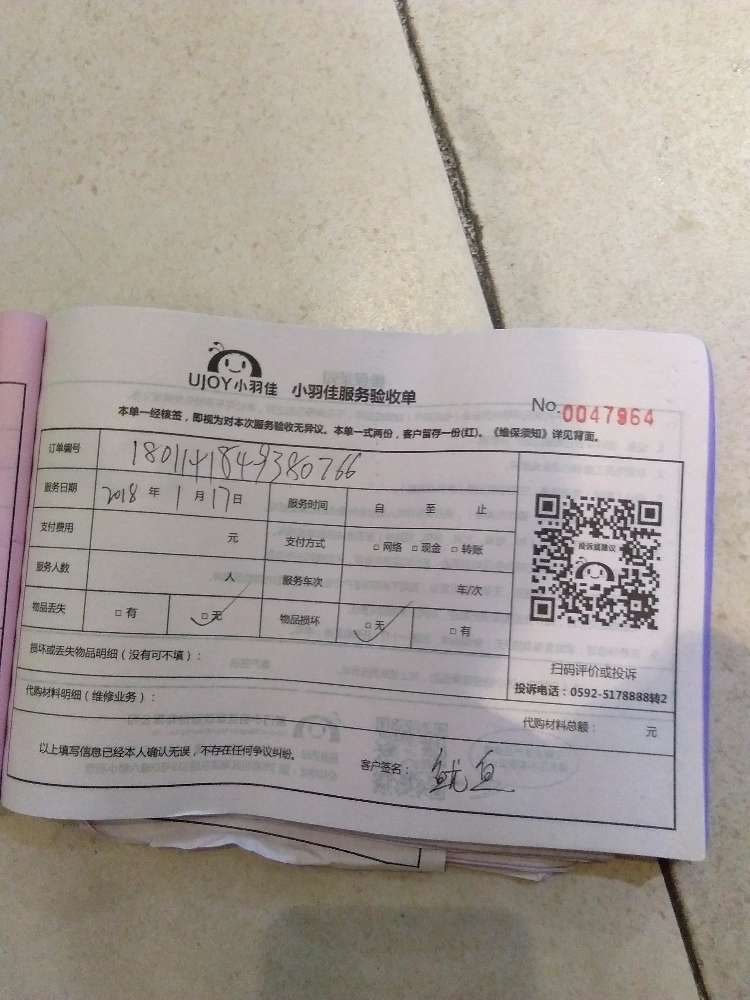 UJOY小羽佳 小羽佳服务验收单
No.0047964
本单一经核签，即视为对本次服务验收无异议。本单一式两份，客户留存一份(红)。《维保须知》详见背面。
订单编号
服务日期 2018 年 1 月 17 日 服务时间 自 至 止
支付费用 元 支付方式 □ 网络 □ 现金 □ 转账
服务人数 人 服务车次 车/次
物品丢失 □ 有 □ 无 物品损坏 □ 无 □ 有
投诉或建议
扫码评价或投诉
投诉电话：0592-5178888转2
损坏或丢失物品明细（没有可不填）：
代购材料明细（维修业务）： 代购材料总额： 元
以上填写信息已经本人确认无误，不存在任何争议纠纷。 客户签名： 鱿鱼